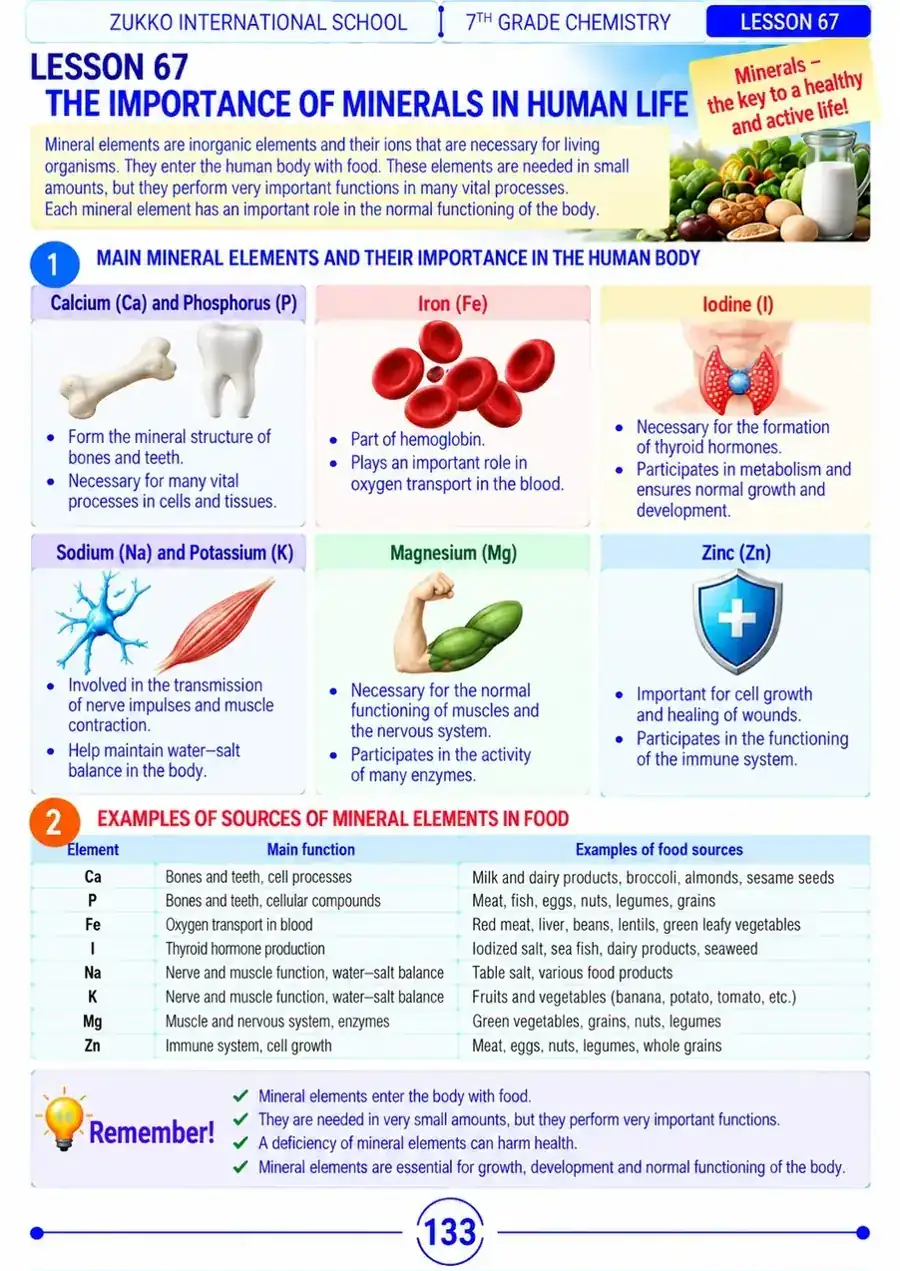 ZUKKO INTERNATIONAL SCHOOL
7TH GRADE CHEMISTRY
LESSON 67
LESSON 67
THE IMPORTANCE OF MINERALS IN HUMAN LIFE
Minerals –
the key to a healthy
and active life!
Mineral elements are inorganic elements and their ions that are necessary for living
organisms. They enter the human body with food. These elements are needed in small
amounts, but they perform very important functions in many vital processes.
Each mineral element has an important role in the normal functioning of the body.
1
MAIN MINERAL ELEMENTS AND THEIR IMPORTANCE IN THE HUMAN BODY
Calcium (Ca) and Phosphorus (P)
• Form the mineral structure of
bones and teeth.
• Necessary for many vital
processes in cells and tissues.
Iron (Fe)
• Part of hemoglobin.
• Plays an important role in
oxygen transport in the blood.
Iodine (I)
• Necessary for the formation
of thyroid hormones.
• Participates in metabolism and
ensures normal growth and
development.
Sodium (Na) and Potassium (K)
• Involved in the transmission
of nerve impulses and muscle
contraction.
• Help maintain water–salt
balance in the body.
Magnesium (Mg)
• Necessary for the normal
functioning of muscles and
the nervous system.
• Participates in the activity
of many enzymes.
Zinc (Zn)
• Important for cell growth
and healing of wounds.
• Participates in the functioning
of the immune system.
2
EXAMPLES OF SOURCES OF MINERAL ELEMENTS IN FOOD
Element Main function Examples of food sources
Ca Bones and teeth, cell processes Milk and dairy products, broccoli, almonds, sesame seeds
P Bones and teeth, cellular compounds Meat, fish, eggs, nuts, legumes, grains
Fe Oxygen transport in blood Red meat, liver, beans, lentils, green leafy vegetables
I Thyroid hormone production Iodized salt, sea fish, dairy products, seaweed
Na Nerve and muscle function, water–salt balance Table salt, various food products
K Nerve and muscle function, water–salt balance Fruits and vegetables (banana, potato, tomato, etc.)
Mg Muscle and nervous system, enzymes Green vegetables, grains, nuts, legumes
Zn Immune system, cell growth Meat, eggs, nuts, legumes, whole grains
Remember!
✔ Mineral elements enter the body with food.
✔ They are needed in very small amounts, but they perform very important functions.
✔ A deficiency of mineral elements can harm health.
✔ Mineral elements are essential for growth, development and normal functioning of the body.
133